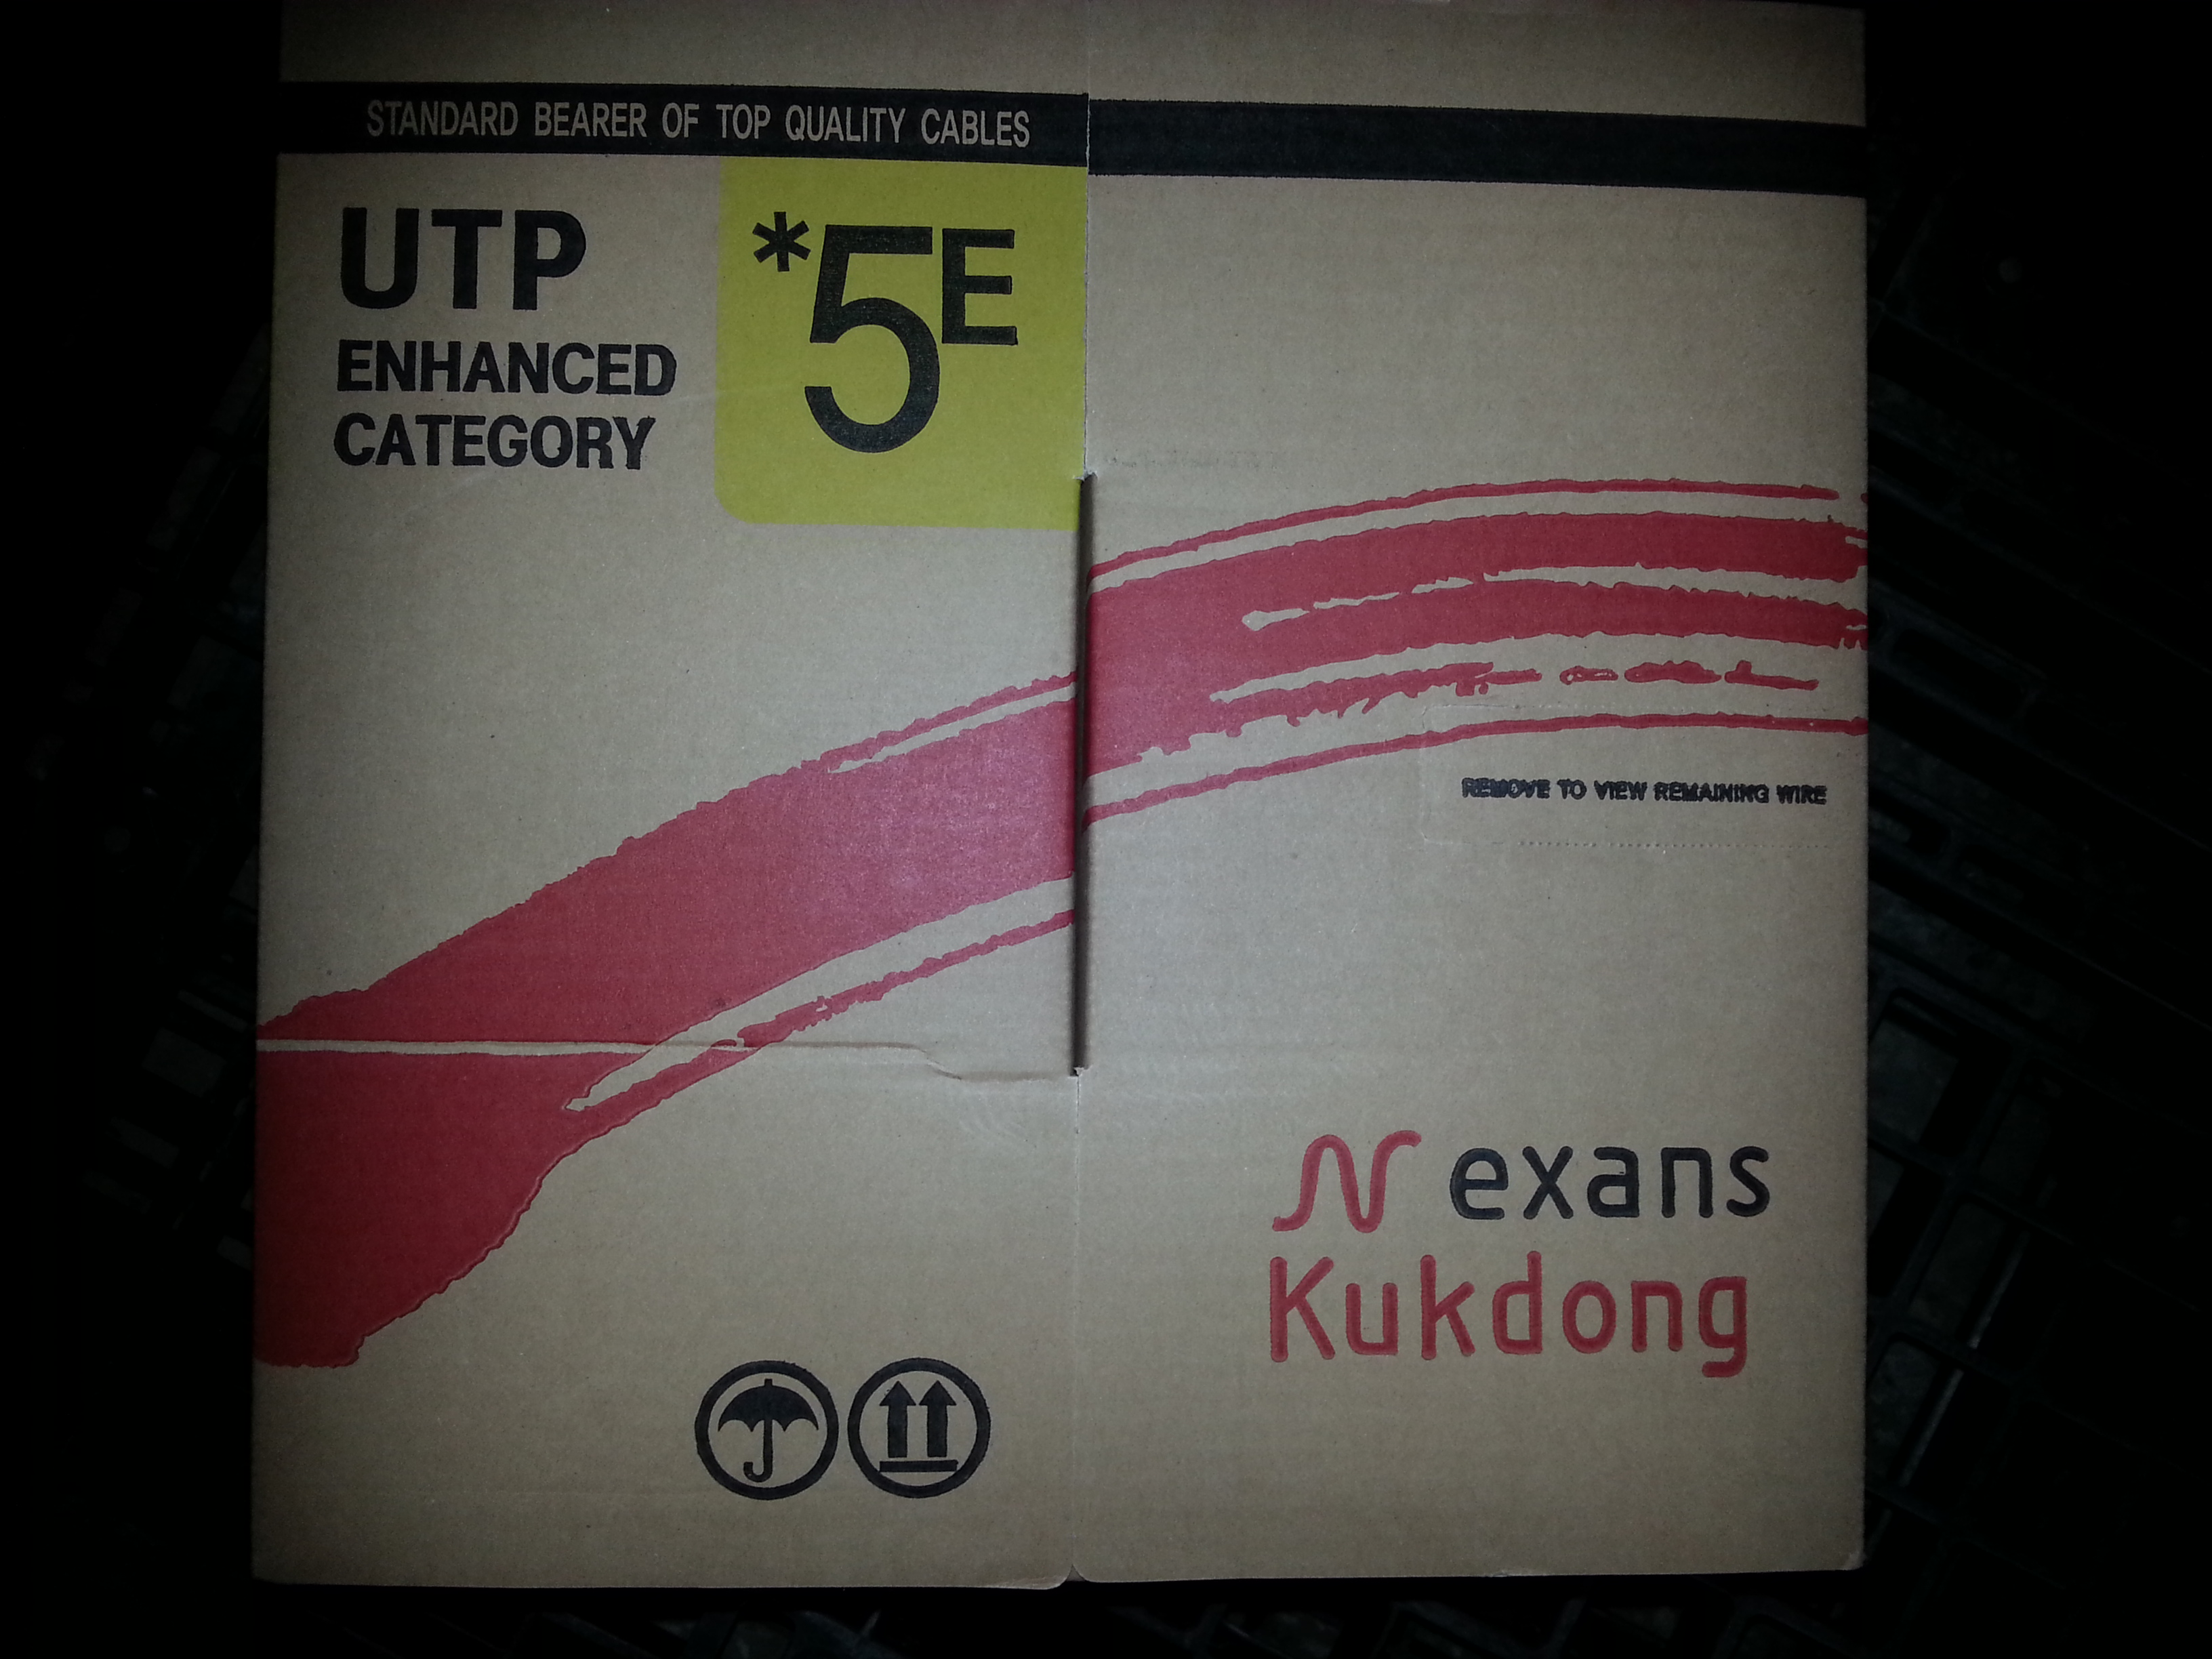 STANDARD BEARER OF TOP QUALITY CABLES
UTP
ENHANCED
CATEGORY
*5E
REMOVE TO VIEW REMAINING WIRE
Nexans
Kukdong